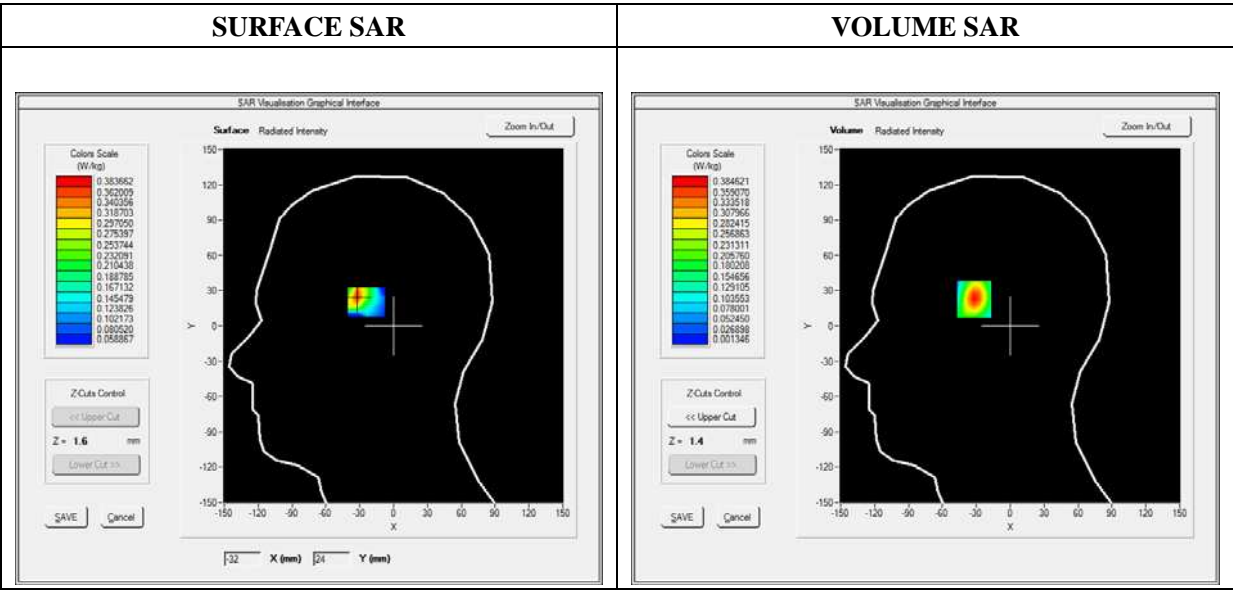 SURFACE SAR
VOLUME SAR
SAR Visualisation Graphical Interface
Surface Radiated Intensity
Zoom In/Out
Colors Scale
(W/kg)
0.383662
0.362009
0.340356
0.318703
0.297050
0.275397
0.253744
0.232091
0.210438
0.188785
0.167132
0.145479
0.123826
0.102173
0.080520
0.058867
Z Cuts Control
<< Upper Cut
Z = 1.6 mm
Lower Cut >>
SAVE Cancel
150
120
90
60
30
0
-30
-60
-90
-120
-150
Y
-150 -120 -90 -60 -30 0 30 60 90 120 150
X
-32 X (mm) 24 Y (mm)
SAR Visualisation Graphical Interface
Volume Radiated Intensity
Zoom In/Out
Colors Scale
(W/kg)
0.384621
0.359070
0.333518
0.307966
0.282415
0.256863
0.231311
0.205760
0.180208
0.154656
0.129105
0.103553
0.078001
0.052450
0.026898
0.001346
Z Cuts Control
<< Upper Cut
Z = 1.4 mm
Lower Cut >>
SAVE Cancel
150
120
90
60
30
0
-30
-60
-90
-120
-150
Y
-150 -120 -90 -60 -30 0 30 60 90 120 150
X